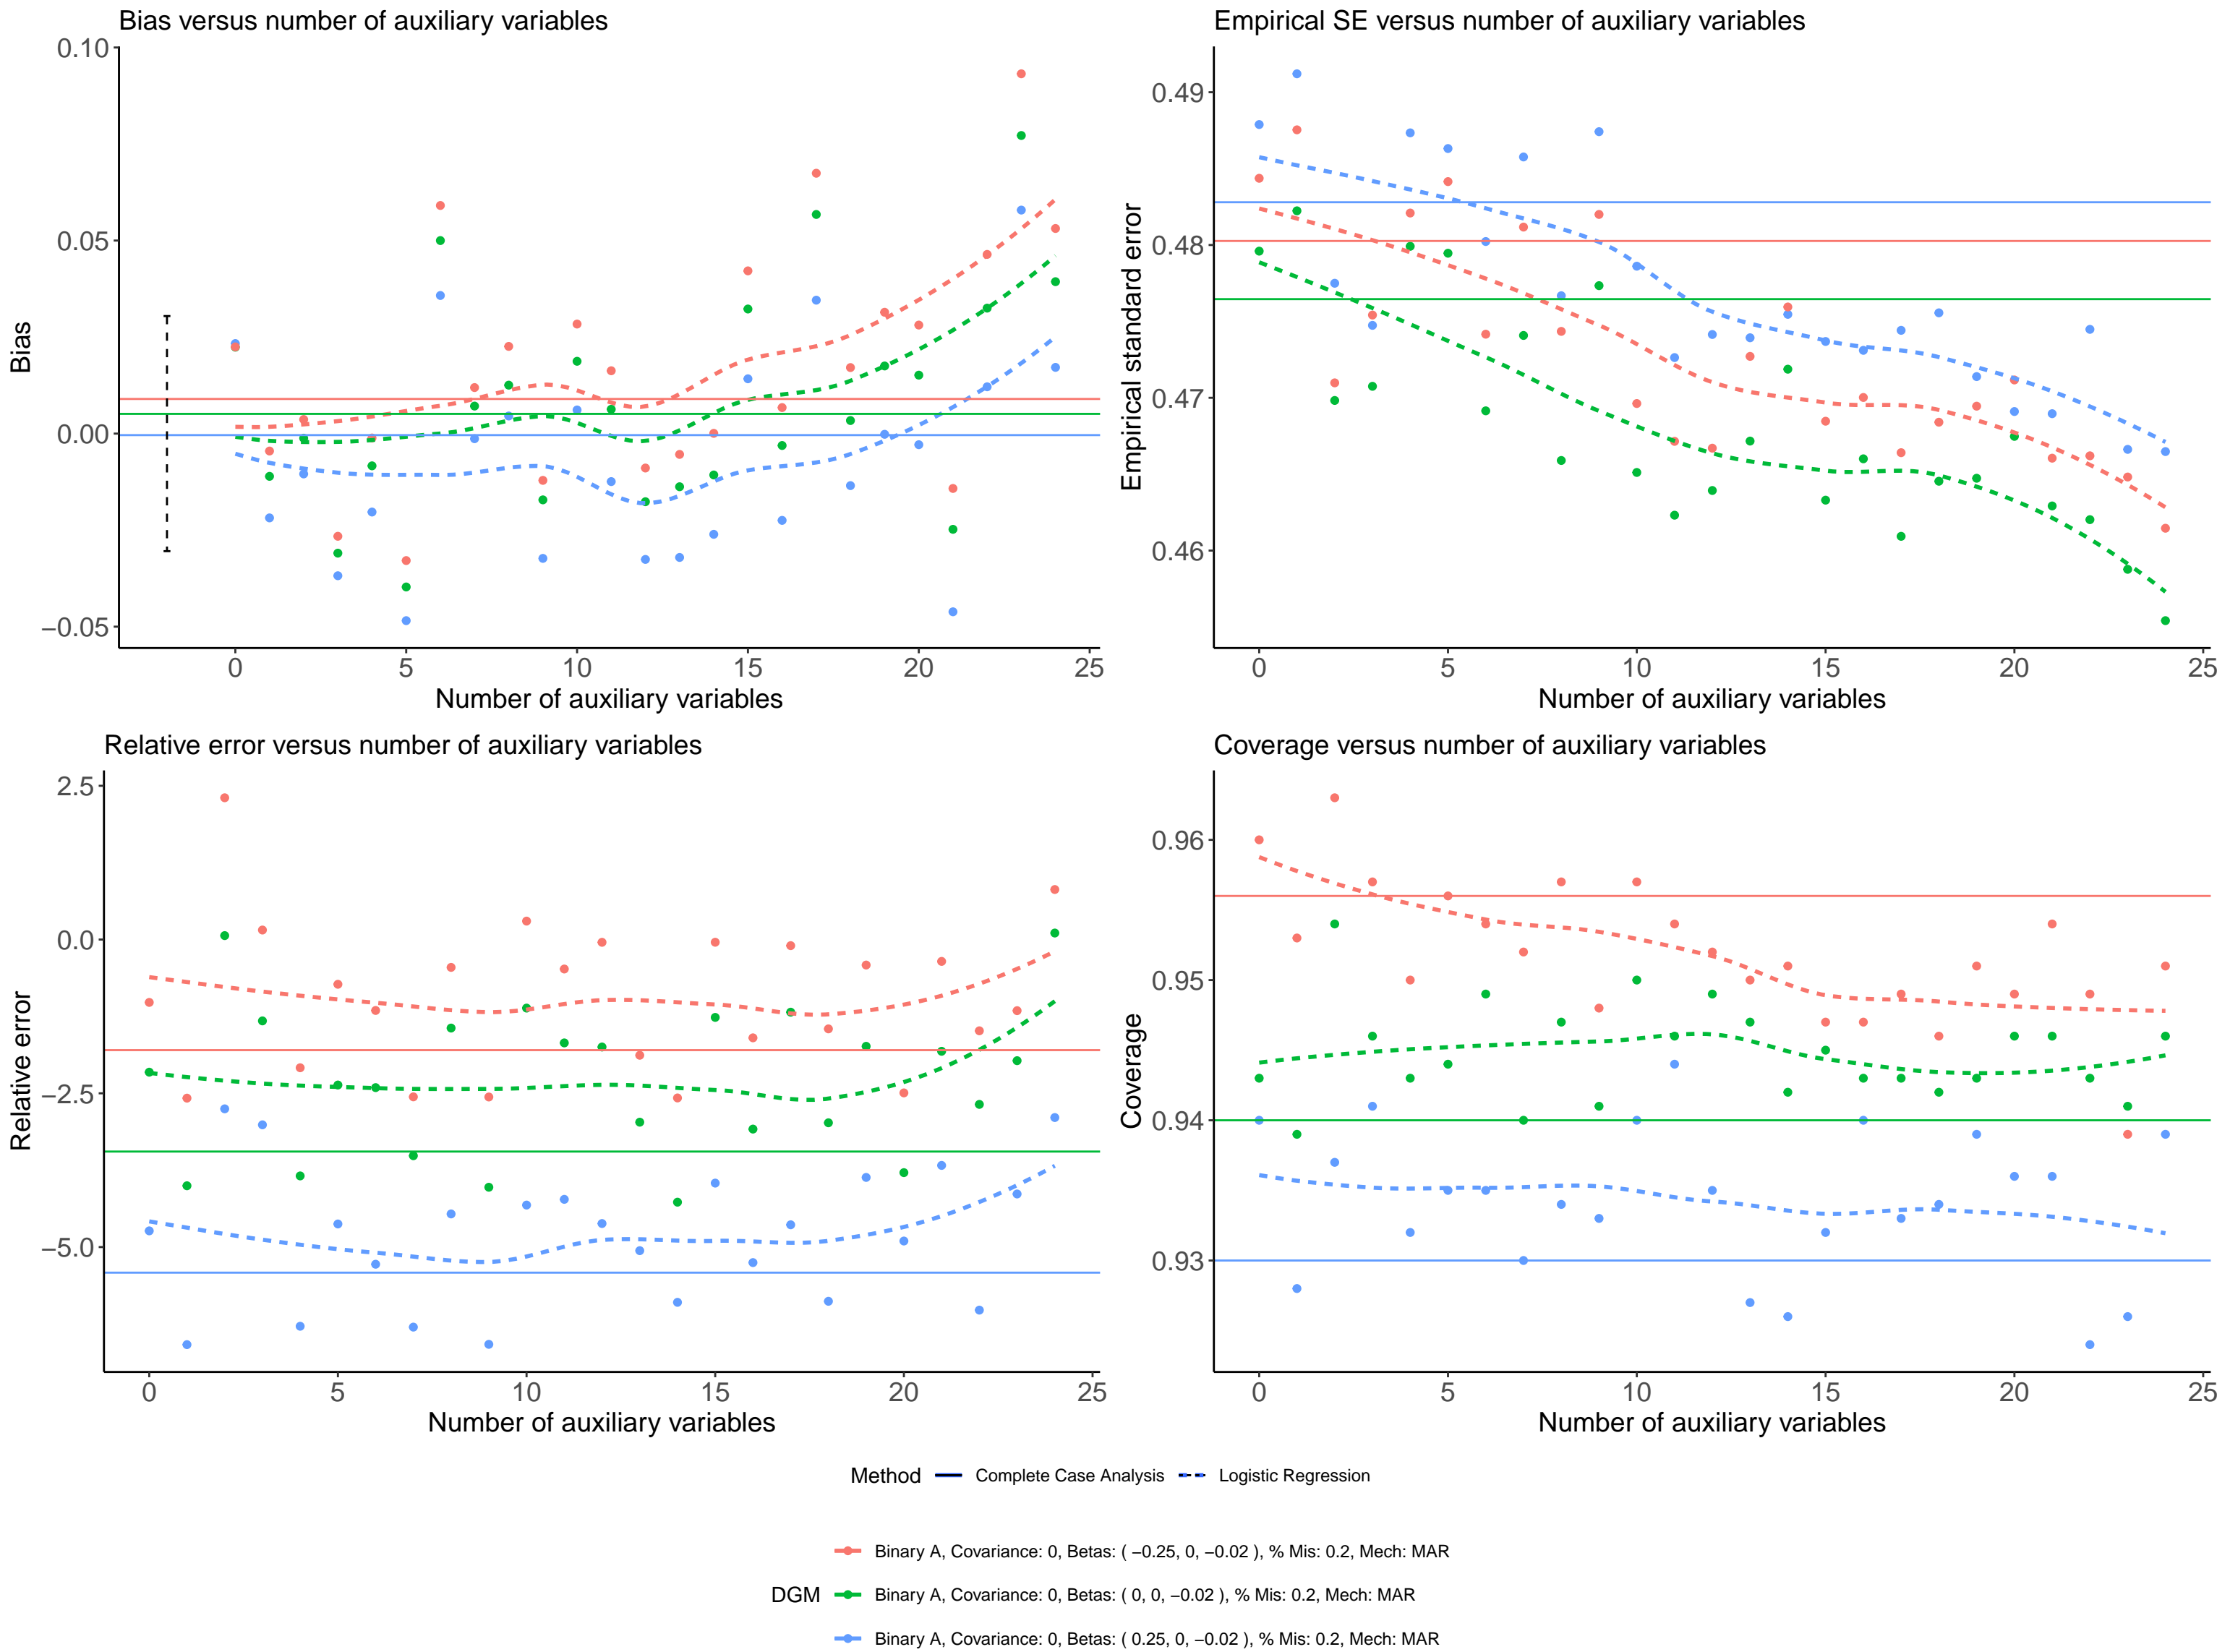 Bias versus number of auxiliary variables
0.10
0.05
0.00
−0.05
Bias
0 5 10 15 20 25
Number of auxiliary variables
Empirical SE versus number of auxiliary variables
0.49
0.48
0.47
0.46
Empirical standard error
0 5 10 15 20 25
Number of auxiliary variables
Relative error versus number of auxiliary variables
2.5
0.0
−2.5
−5.0
Relative error
0 5 10 15 20 25
Number of auxiliary variables
Coverage versus number of auxiliary variables
0.96
0.95
0.94
0.93
Coverage
0 5 10 15 20 25
Number of auxiliary variables
Method Complete Case Analysis Logistic Regression
Binary A, Covariance: 0, Betas: ( −0.25, 0, −0.02 ), % Mis: 0.2, Mech: MAR
DGM Binary A, Covariance: 0, Betas: ( 0, 0, −0.02 ), % Mis: 0.2, Mech: MAR
Binary A, Covariance: 0, Betas: ( 0.25, 0, −0.02 ), % Mis: 0.2, Mech: MAR